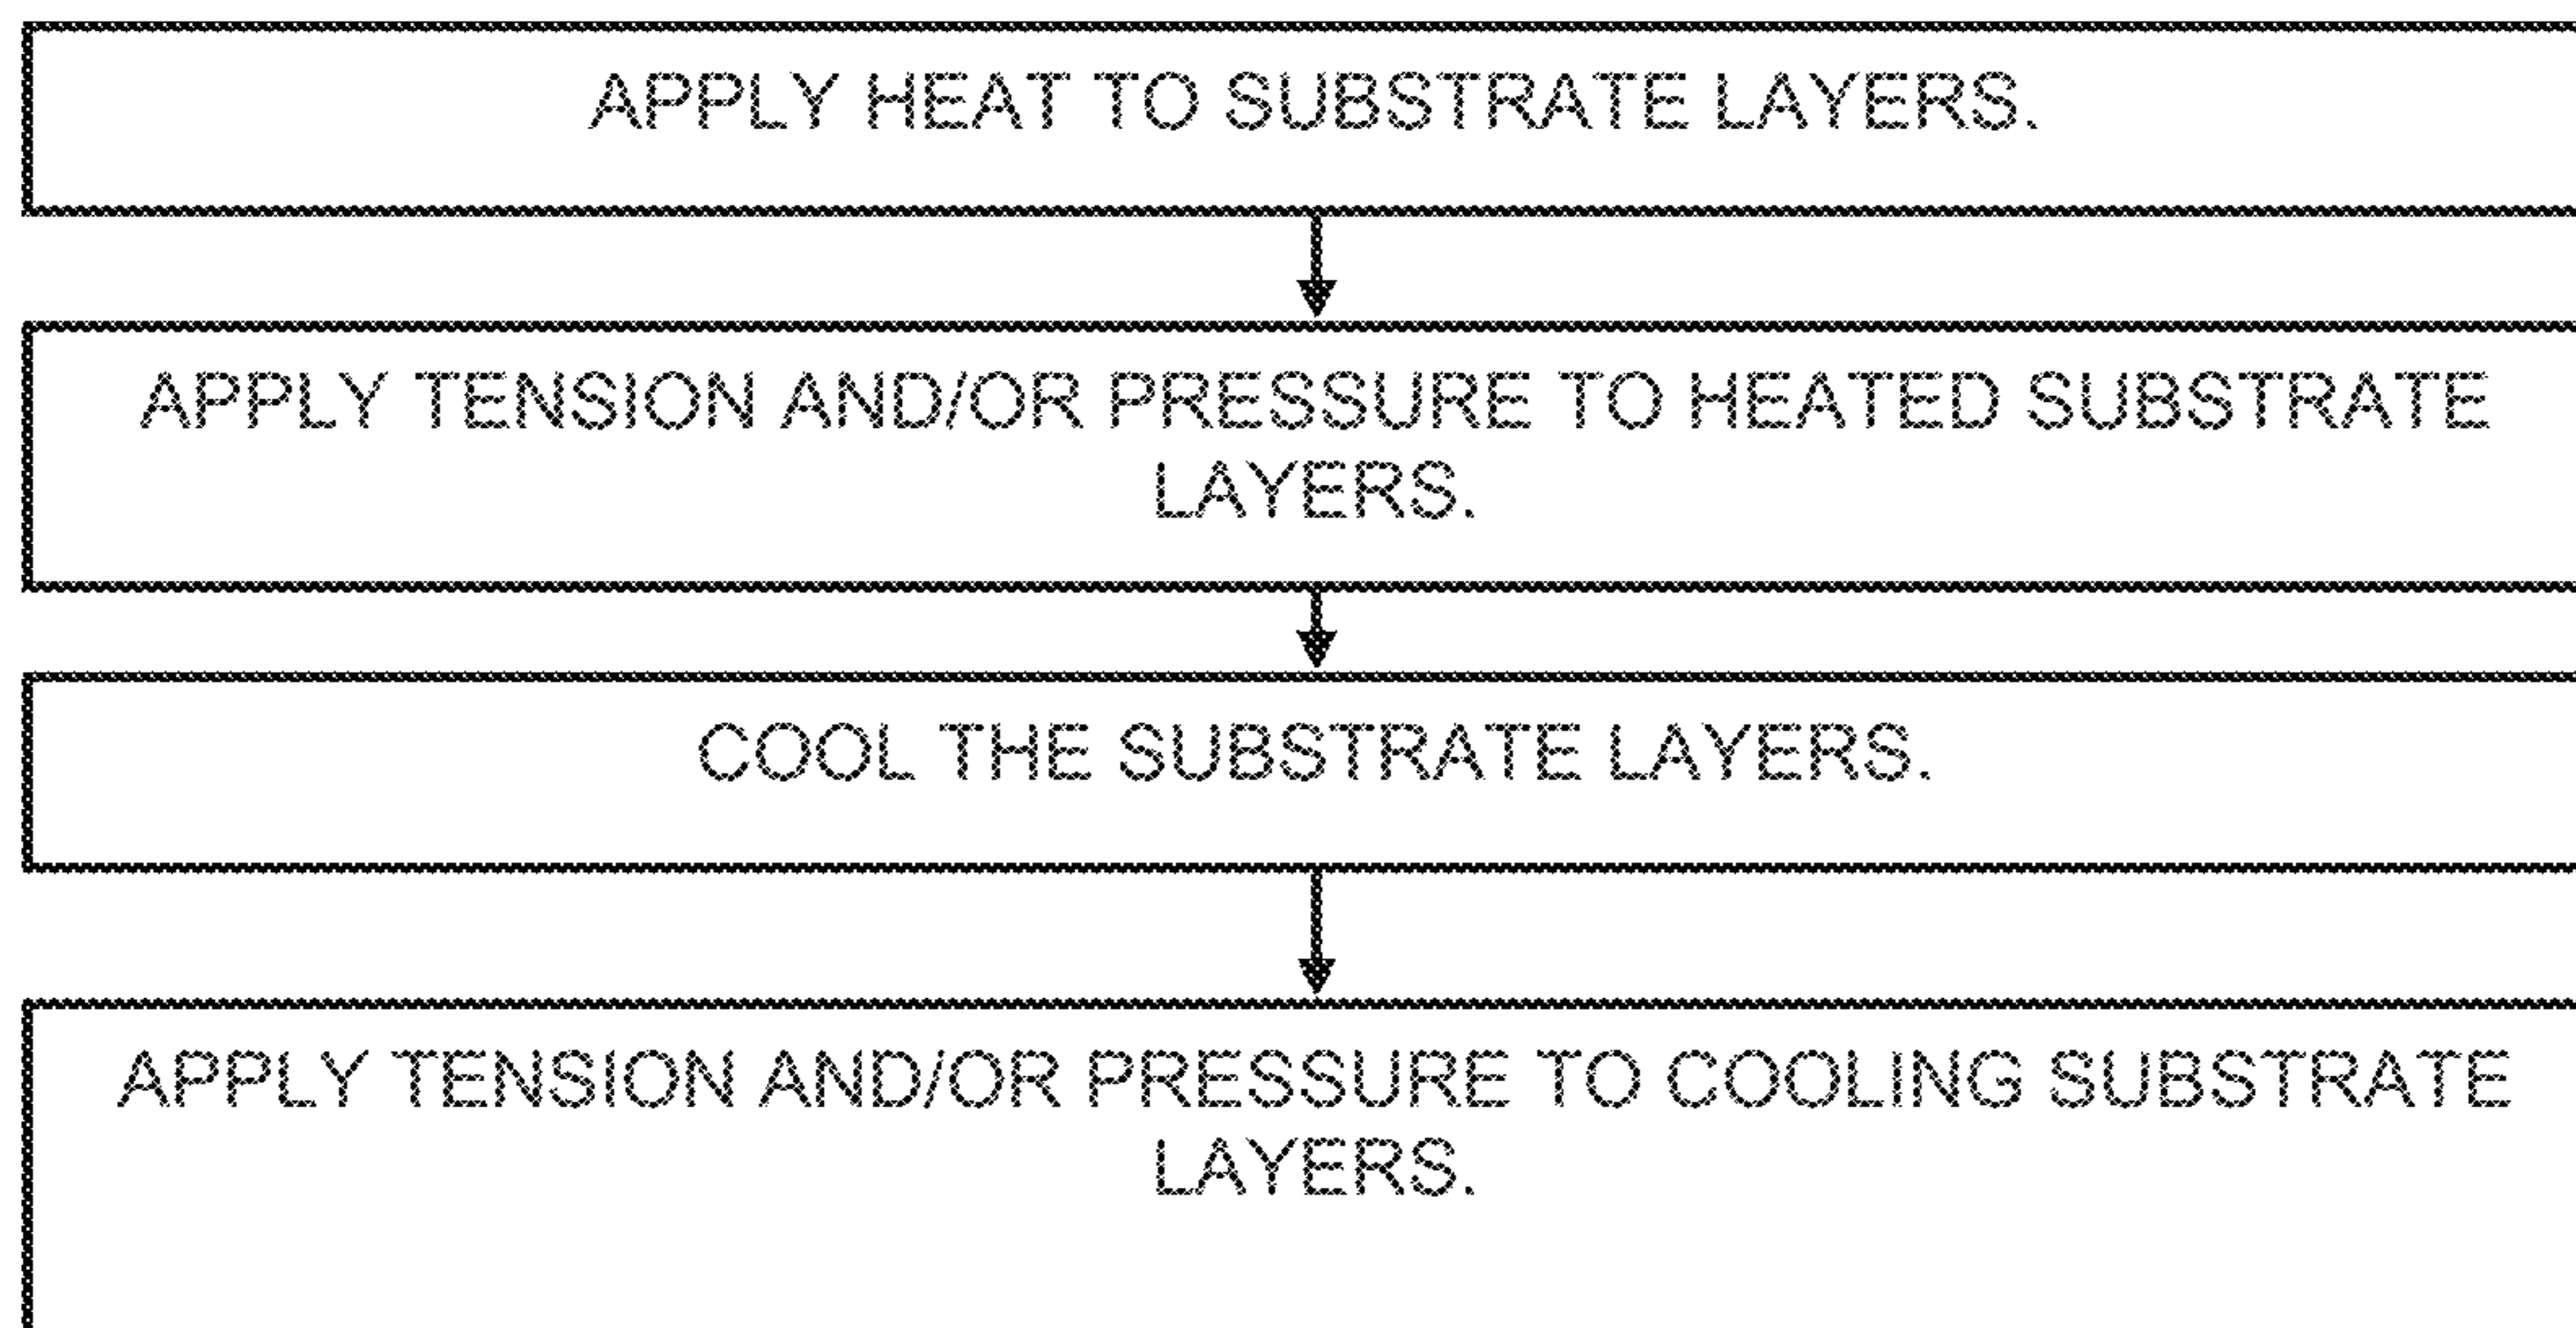 APPLY HEAT TO SUBSTRATE LAYERS.
APPLY TENSION AND/OR PRESSURE TO HEATED SUBSTRATE
LAYERS.
COOL THE SUBSTRATE LAYERS.
APPLY TENSION AND/OR PRESSURE TO COOLING SUBSTRATE
LAYERS.